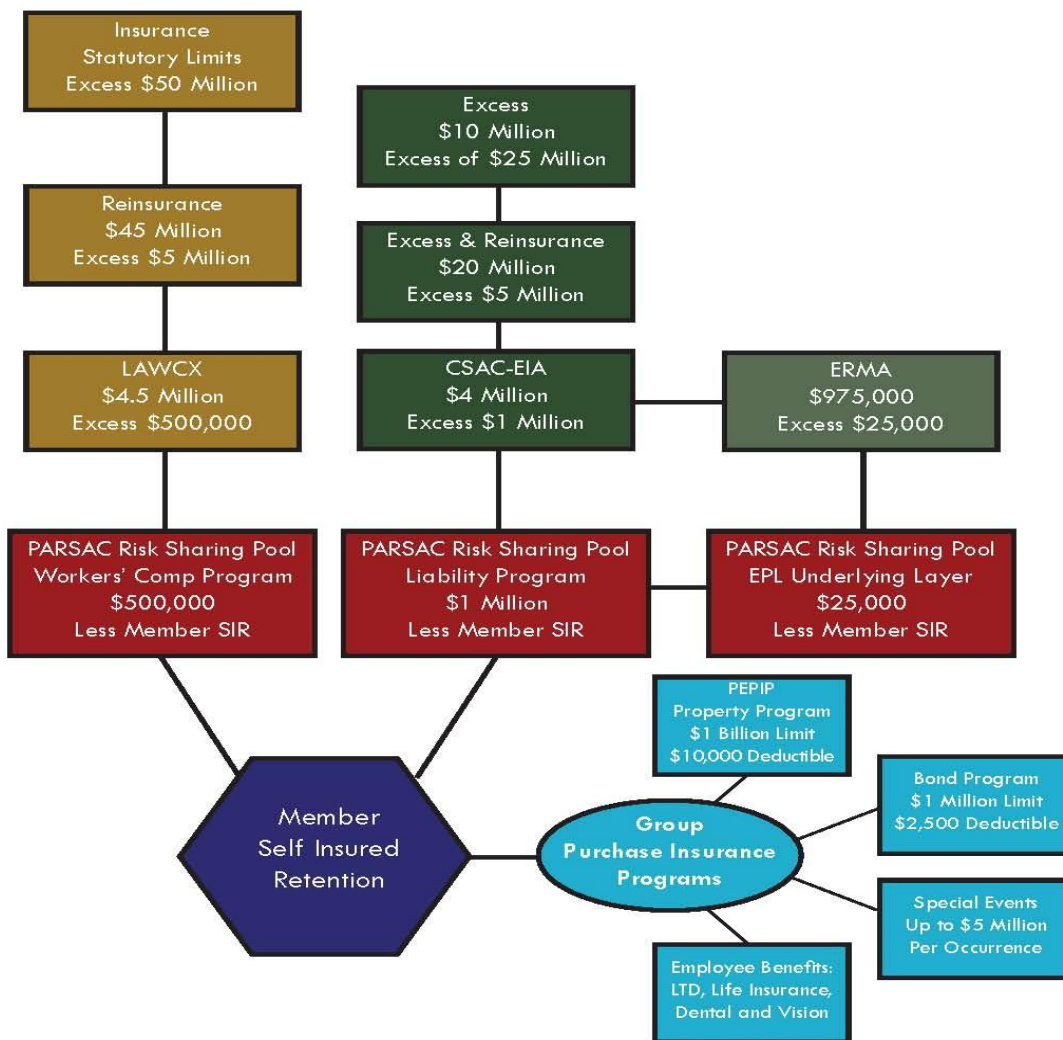 Insurance
Statutory Limits
Excess $50 Million
Excess
$10 Million
Excess of $25 Million
Reinsurance
$45 Million
Excess $5 Million
Excess & Reinsurance
$20 Million
Excess $5 Million
LAWCX
$4.5 Million
Excess $500,000
CSAC-EIA
$4 Million
Excess $1 Million
ERMA
$975,000
Excess $25,000
PARSAC Risk Sharing Pool
Workers' Comp Program
$500,000
Less Member SIR
PARSAC Risk Sharing Pool
Liability Program
$1 Million
Less Member SIR
PARSAC Risk Sharing Pool
EPL Underlying Layer
$25,000
Less Member SIR
Member
Self Insured
Retention
Group
Purchase Insurance
Programs
PEPIP
Property Program
$1 Billion Limit
$10,000 Deductible
Bond Program
$1 Million Limit
$2,500 Deductible
Special Events
Up to $5 Million
Per Occurrence
Employee Benefits:
LTD, Life Insurance,
Dental and Vision